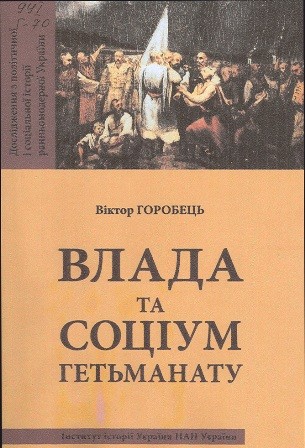 Дослідження з політичної
і соціальної історії
ранньомодерної України
Віктор ГОРОБЕЦЬ
ВЛАДА
ТА
СОЦІУМ
ГЕТЬМАНАТУ
Інститут історії України НАН України